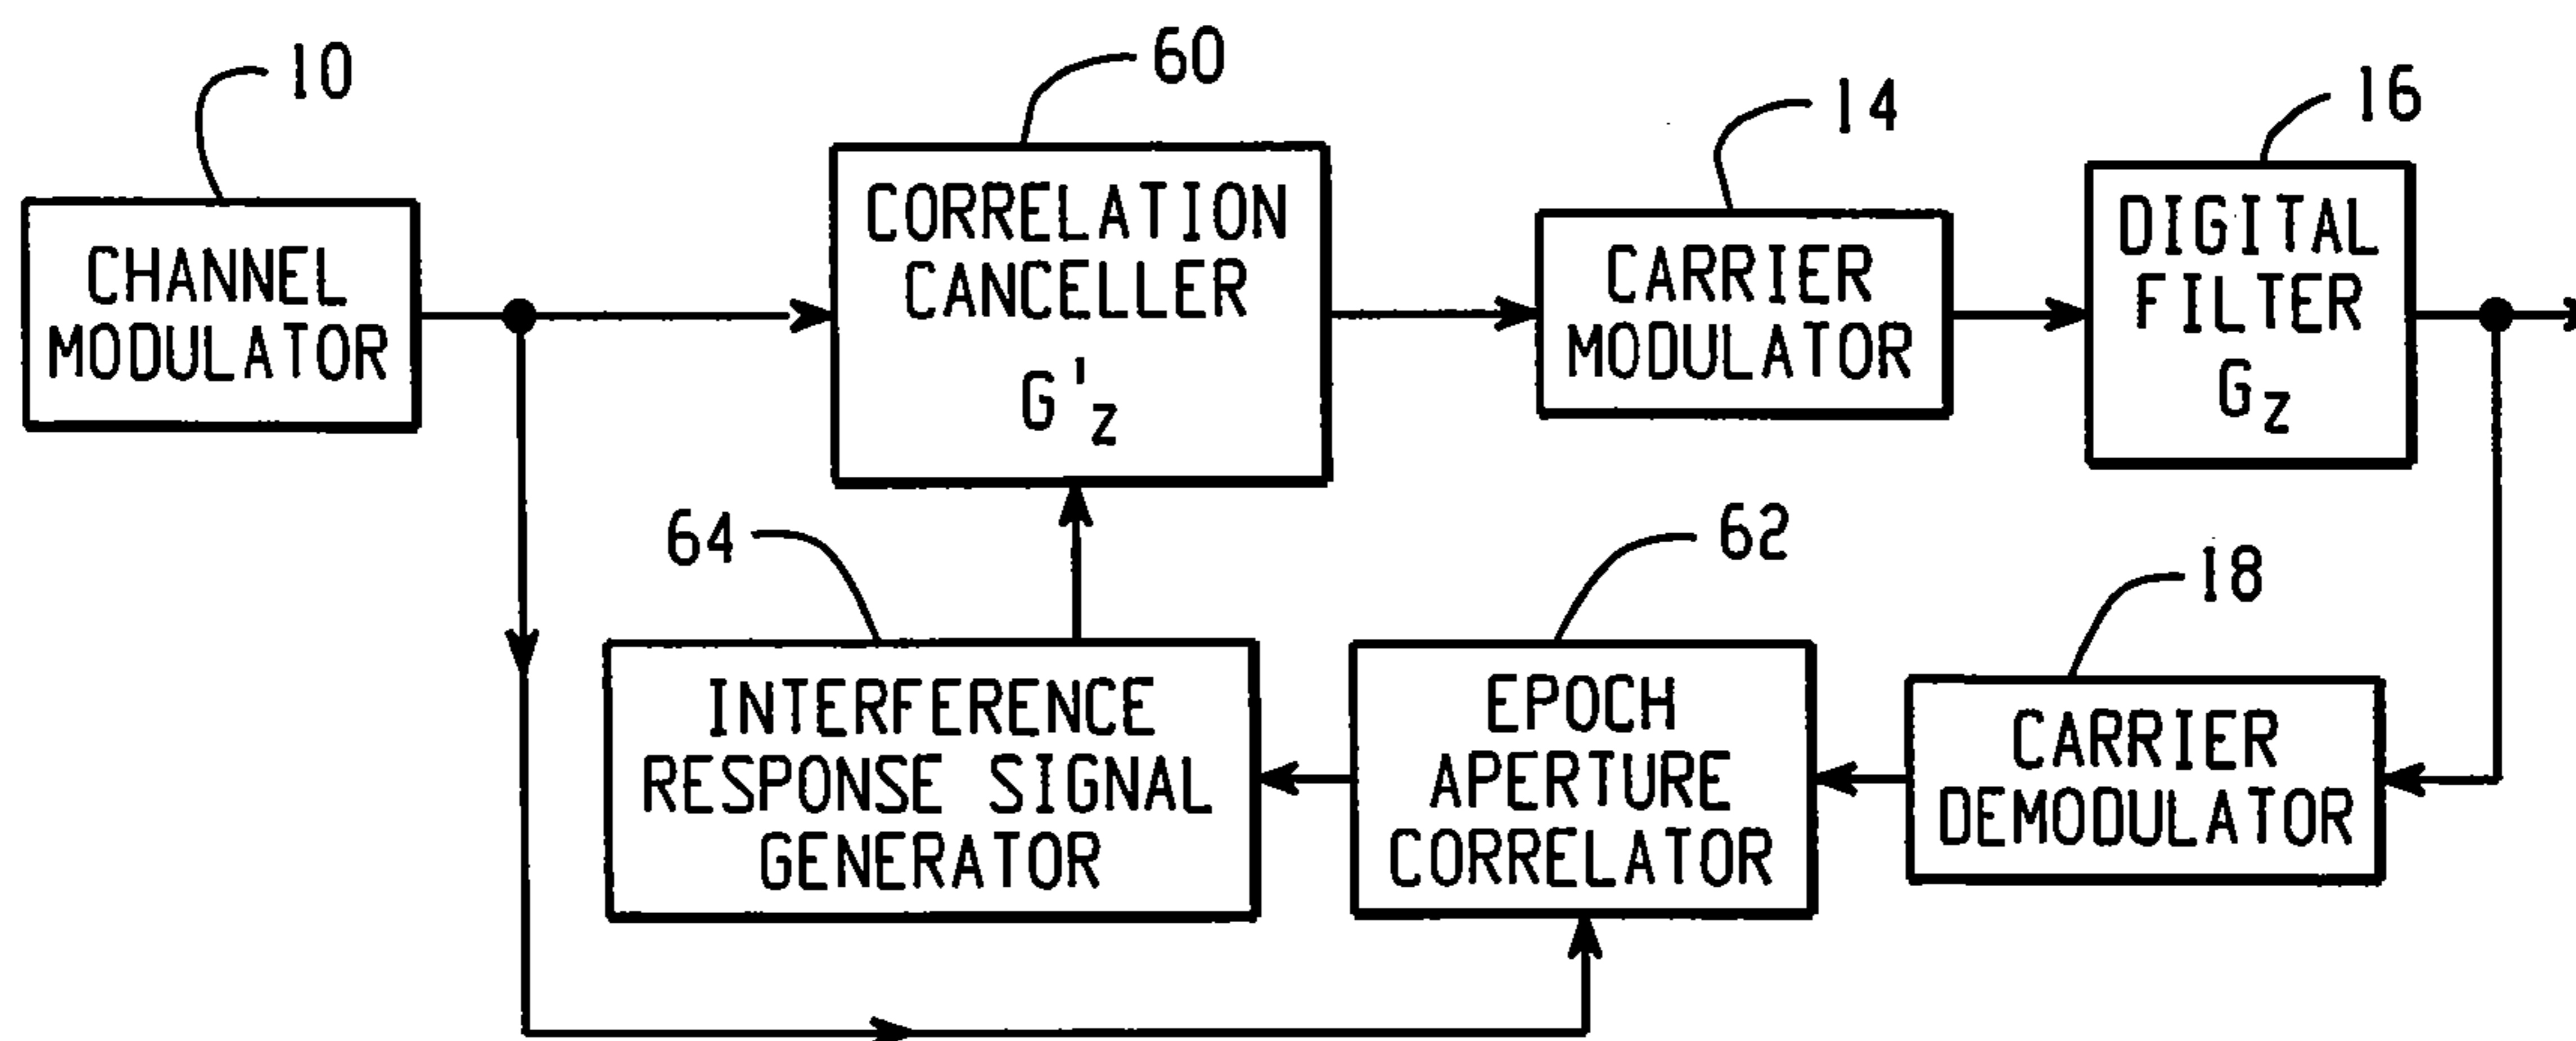 10
60
14
16
CHANNEL
MODULATOR
CORRELATION
CANCELLER
G'z
CARRIER
MODULATOR
DIGITAL
FILTER
Gz
64
62
18
INTERFERENCE
RESPONSE SIGNAL
GENERATOR
EPOCH
APERTURE
CORRELATOR
CARRIER
DEMODULATOR